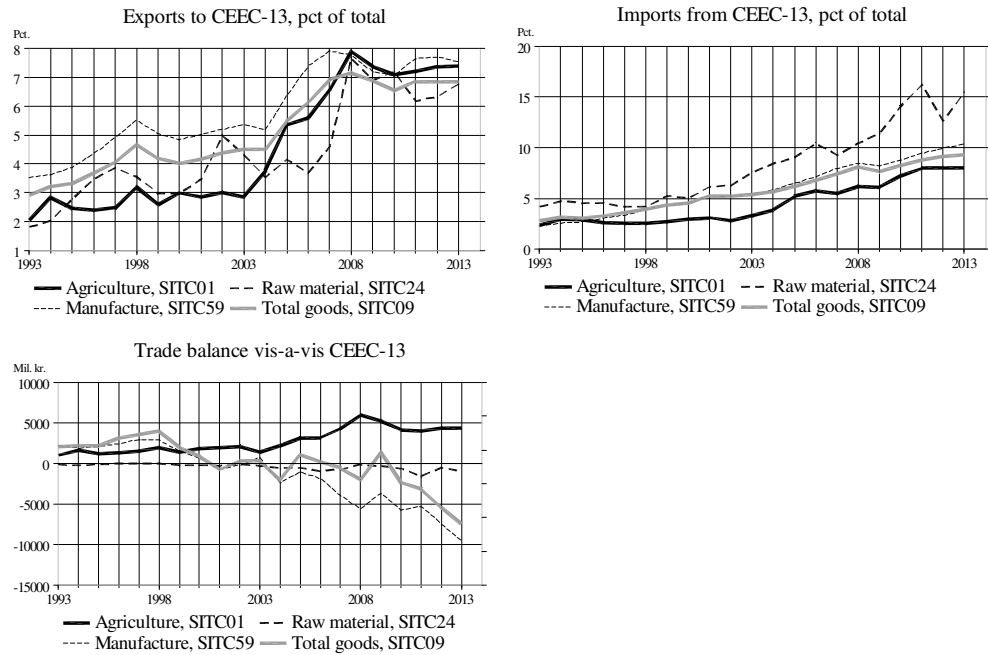 Exports to CEEC-13, pct of total
Pct.
8
7
6
5
4
3
2
1
1993 1998 2003 2008 2013
Agriculture, SITC01 Raw material, SITC24
Manufacture, SITC59 Total goods, SITC09
Imports from CEEC-13, pct of total
Pct.
20
15
10
5
0
1993 1998 2003 2008 2013
Agriculture, SITC01 Raw material, SITC24
Manufacture, SITC59 Total goods, SITC09
Trade balance vis-a-vis CEEC-13
Mil. kr.
10000
5000
0
-5000
-10000
-15000
1993 1998 2003 2008 2013
Agriculture, SITC01 Raw material, SITC24
Manufacture, SITC59 Total goods, SITC09